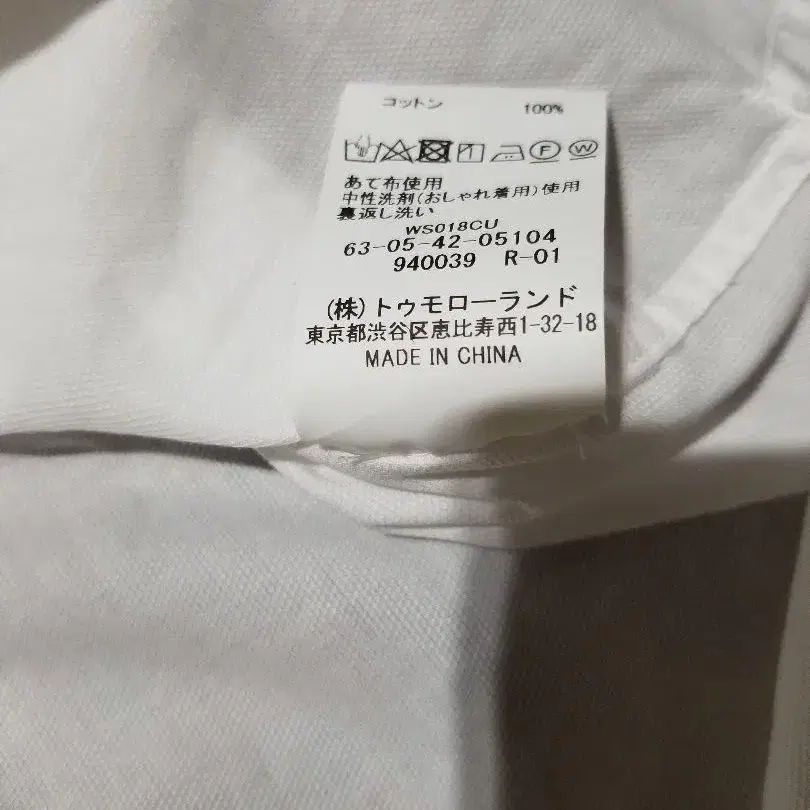 コットン 100%
F W
あて布使用
中性洗剤(おしゃれ着用)使用
裏返し洗い
WS018CU
63-05-42-05104
940039 R-01
(株)トゥモローランド
東京都渋谷区恵比寿西1-32-18
MADE IN CHINA